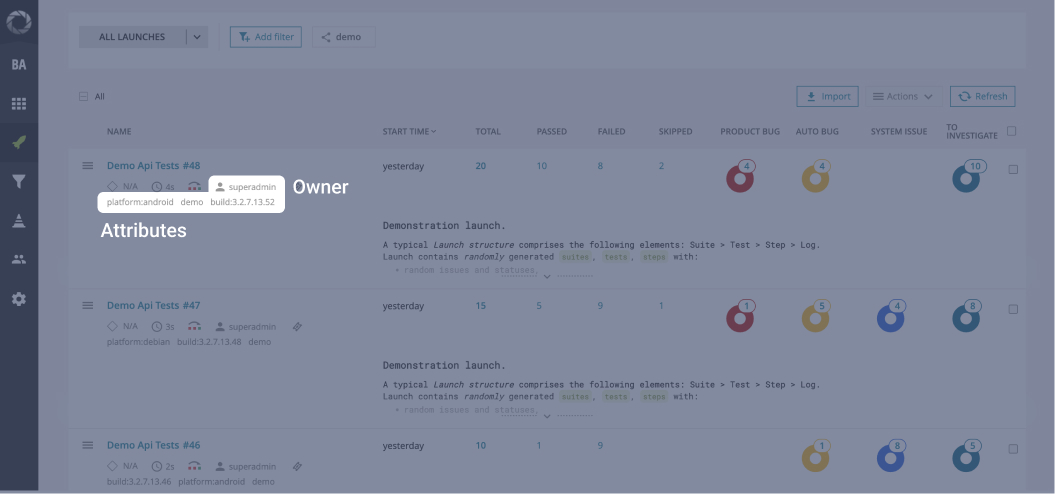 ALL LAUNCHES Add filter demo
BA
All Import Actions Refresh
NAME START TIME TOTAL PASSED FAILED SKIPPED PRODUCT BUG AUTO BUG SYSTEM ISSUE TO INVESTIGATE
Demo Api Tests #48 yesterday 20 10 8 2 4 4 10
N/A 4s superadmin Owner
platform:android demo build:3.2.7.13.52
Attributes
Demonstration launch.
A typical Launch structure comprises the following elements: Suite > Test > Step > Log.
Launch contains randomly generated suites, tests, steps with:
• random issues and statuses,
Demo Api Tests #47 yesterday 15 5 9 1 1 5 4 8
N/A 3s superadmin
platform:debian build:3.2.7.13.48 demo
Demonstration launch.
A typical Launch structure comprises the following elements: Suite > Test > Step > Log.
Launch contains randomly generated suites, tests, steps with:
• random issues and statuses,
Demo Api Tests #46 yesterday 10 1 9 1 8 5
N/A 2s superadmin
build:3.2.7.13.46 platform:android demo